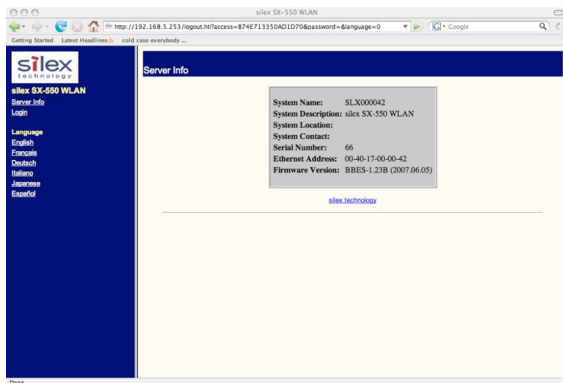 silex SX-550 WLAN
http://192.168.5.253/logout.htl?access=B74E713350AD1D70&password=&language=0
Google
Getting Started Latest Headlines cold case everybody ...
silex
technology
silex SX-550 WLAN
Server Info
Login
Language
English
Français
Deutsch
Italiano
Japanese
Español
Server Info
System Name: SLX000042
System Description: silex SX-550 WLAN
System Location:
System Contact:
Serial Number: 66
Ethernet Address: 00-40-17-00-00-42
Firmware Version: BBES-1.23B (2007.06.05)
silex technology
Done